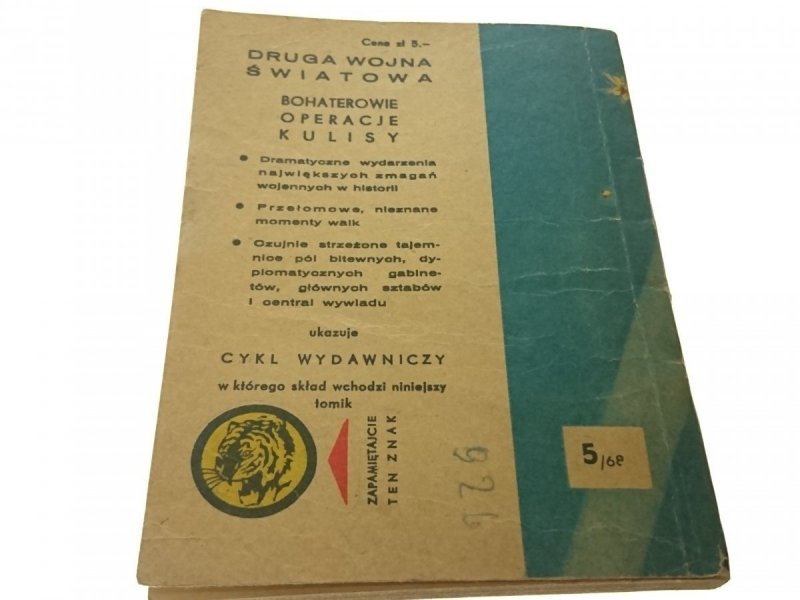 Cena zł 5.–
DRUGA WOJNA
ŚWIATOWA
BOHATEROWIE
OPERACJE
KULISY
● Dramatyczne wydarzenia
największych zmagań
wojennych w historii
● Przełomowe, nieznane
momenty walk
● Czujnie strzeżone tajem-
nice pól bitewnych, dy-
plomatycznych gabine-
tów, głównych sztabów
i central wywiadu
ukazuje
CYKL WYDAWNICZY
w którego skład wchodzi niniejszy
tomik
ZAPAMIĘTAJCIE
TEN ZNAK
926
5/68